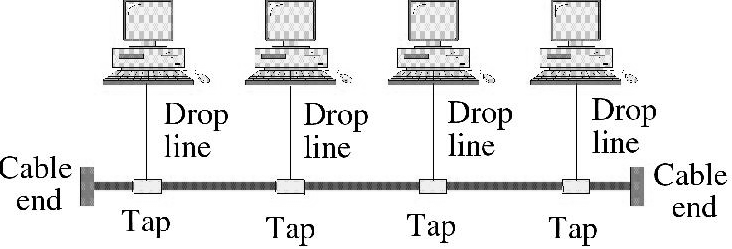 Drop
line
Drop
line
Drop
line
Drop
line
Cable
end
Cable
end
Tap
Tap
Tap
Tap